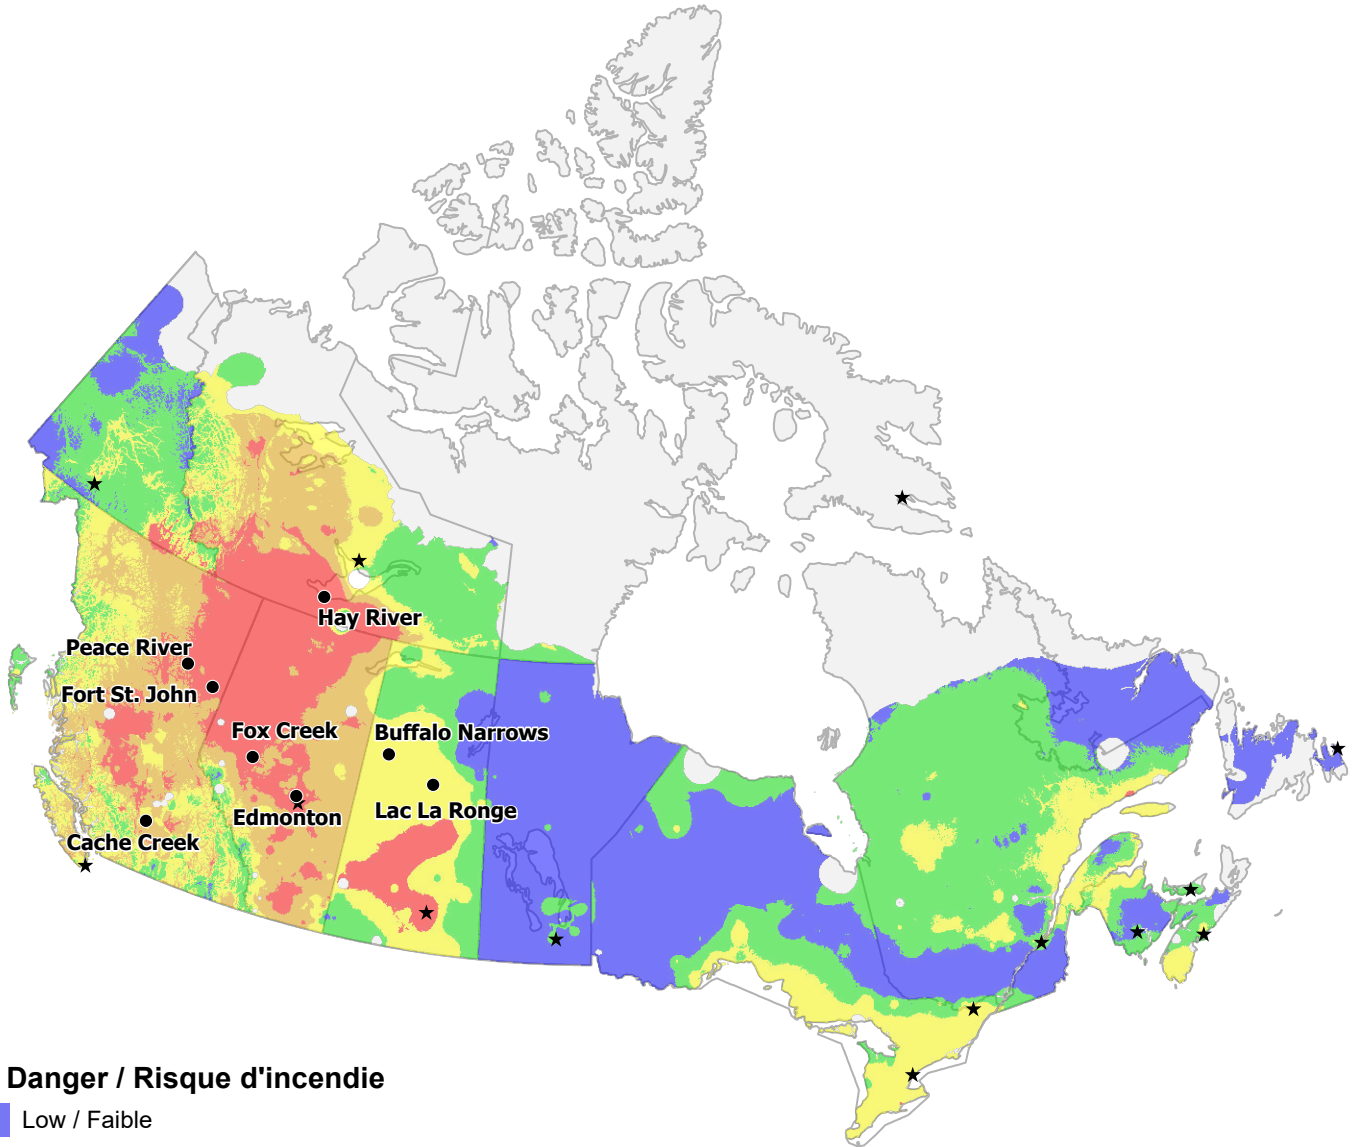 Hay River
Peace River
Fort St. John
Fox Creek
Buffalo Narrows
Edmonton
Lac La Ronge
Cache Creek
Danger / Risque d'incendie
Low / Faible